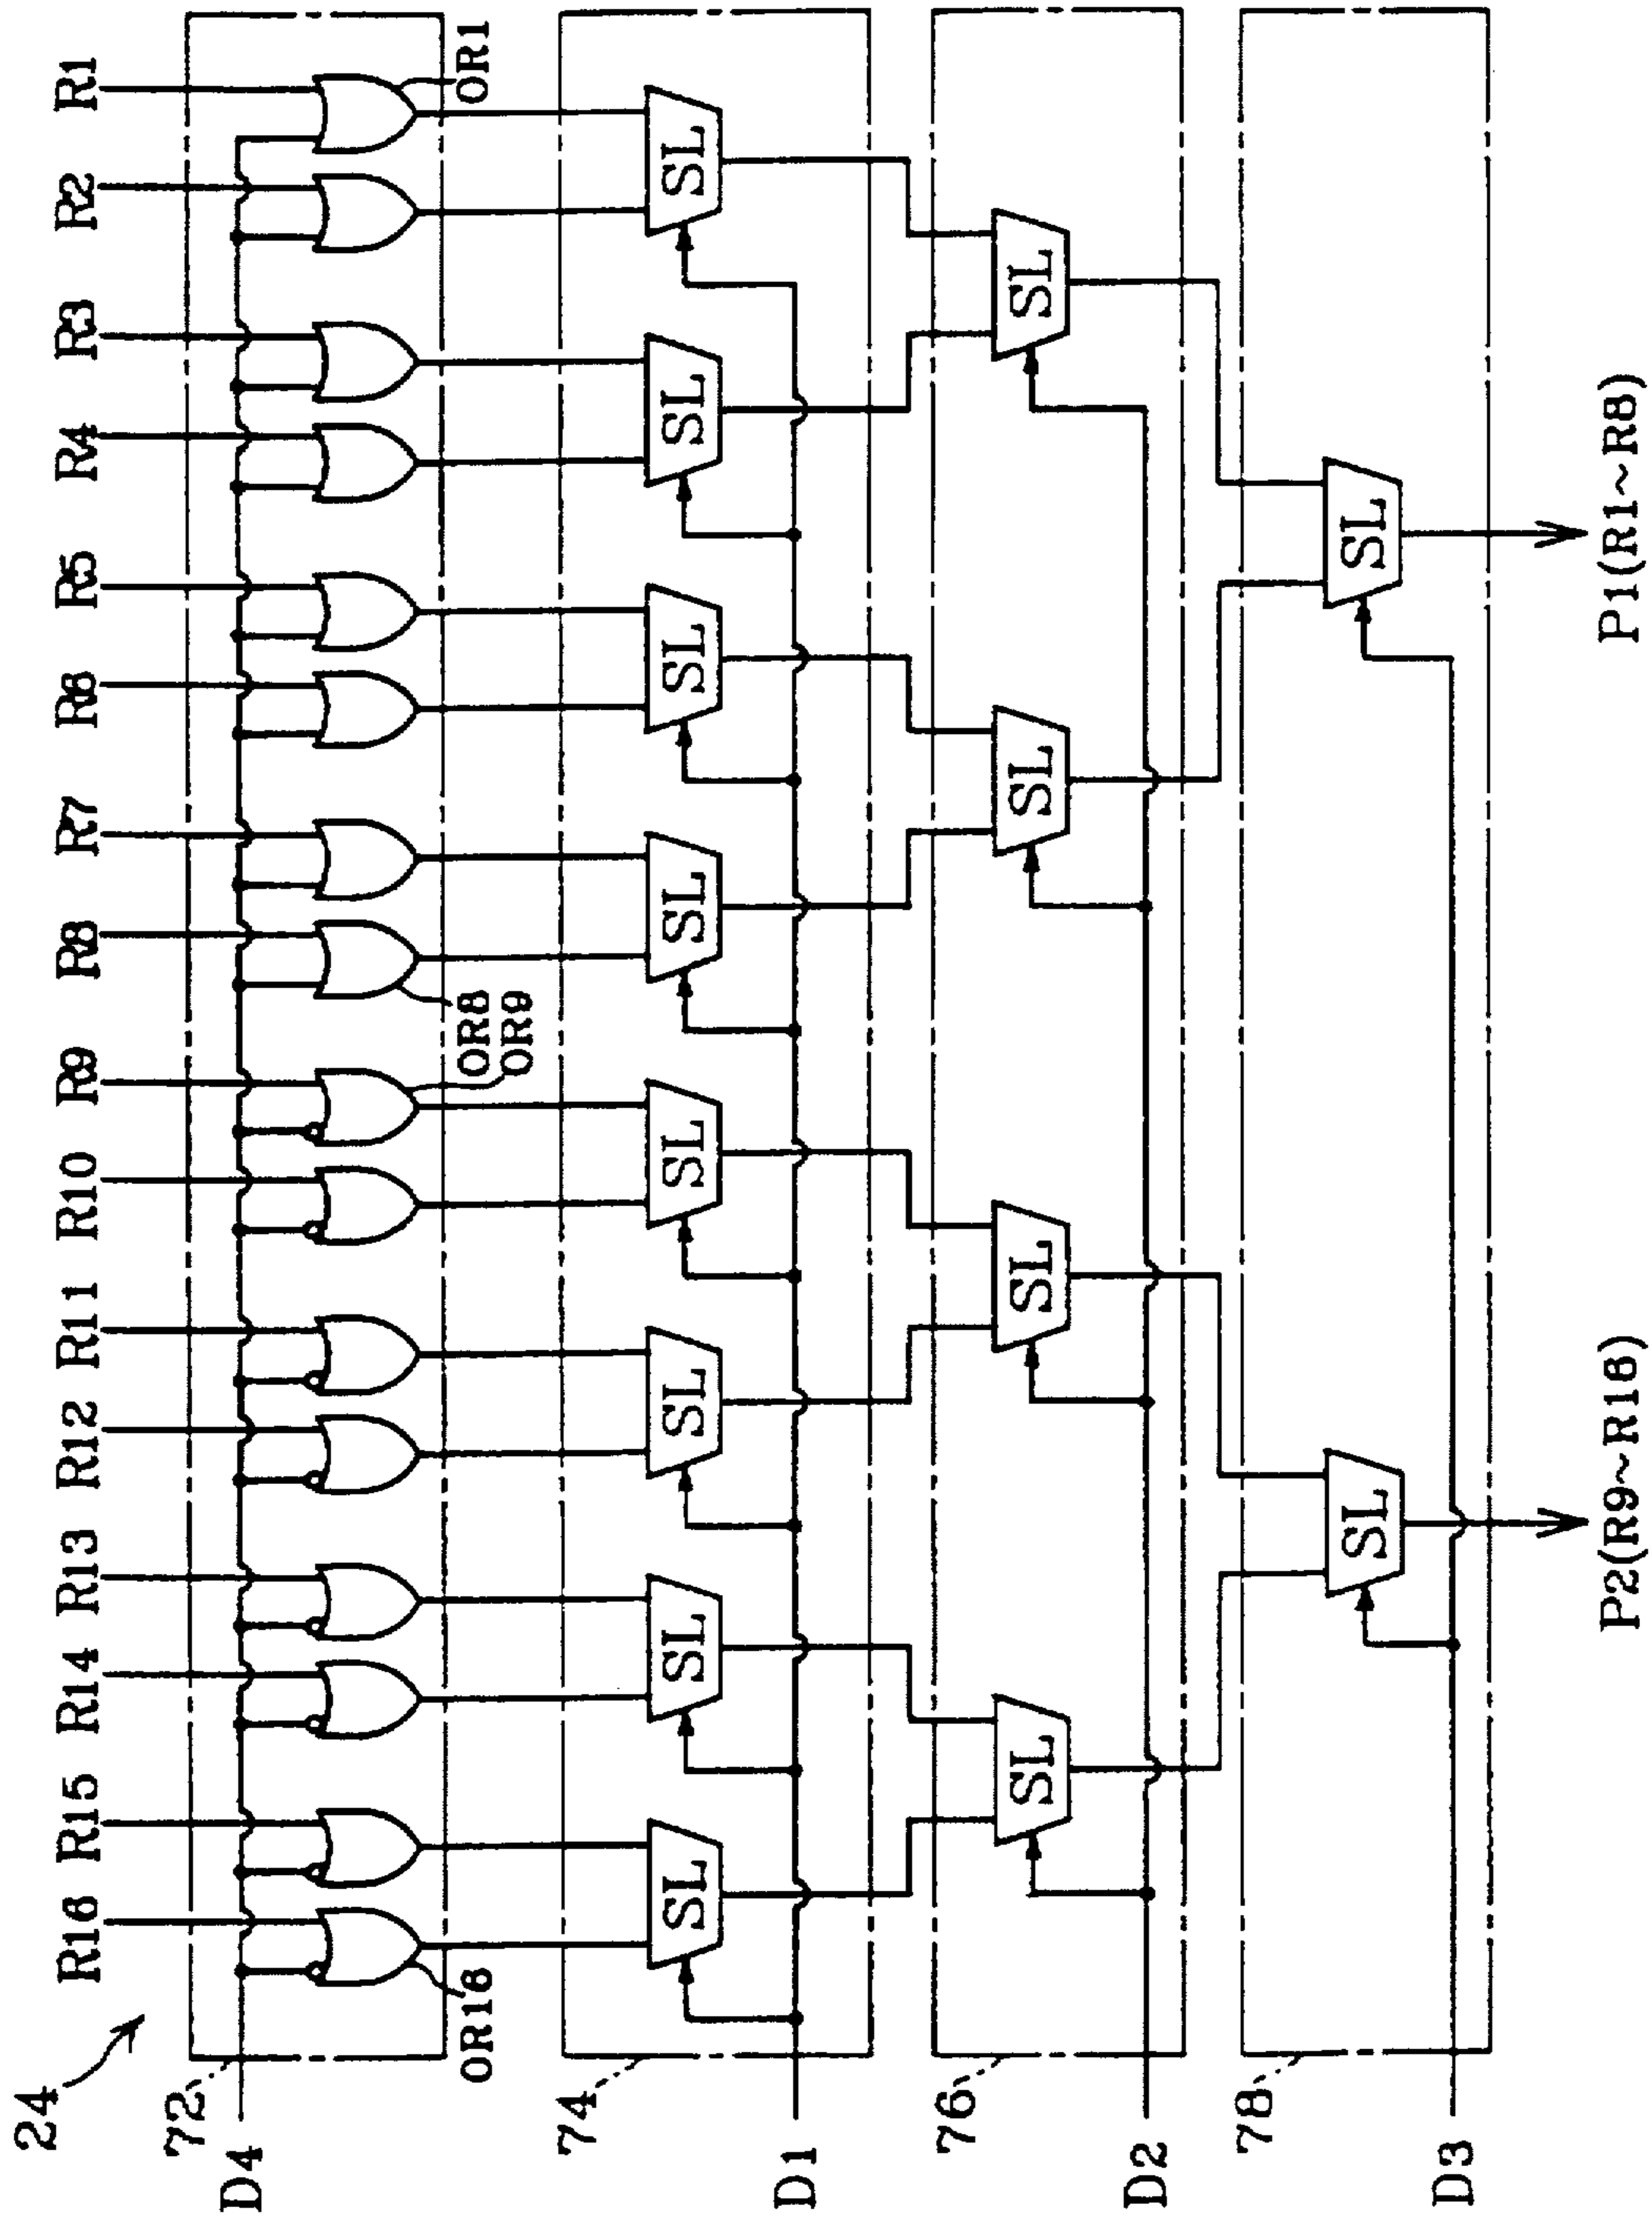 24
72
D4
R16
R15
R14
R13
R12
R11
R10
R9
R8
R7
R6
R5
R4
R3
R2
R1
OR16
OR8
OR9
OR1
74
D1
SL
SL
SL
SL
SL
SL
SL
SL
76
D2
SL
SL
SL
SL
78
D3
SL
SL
P2(R9~R16)
P1(R1~R8)